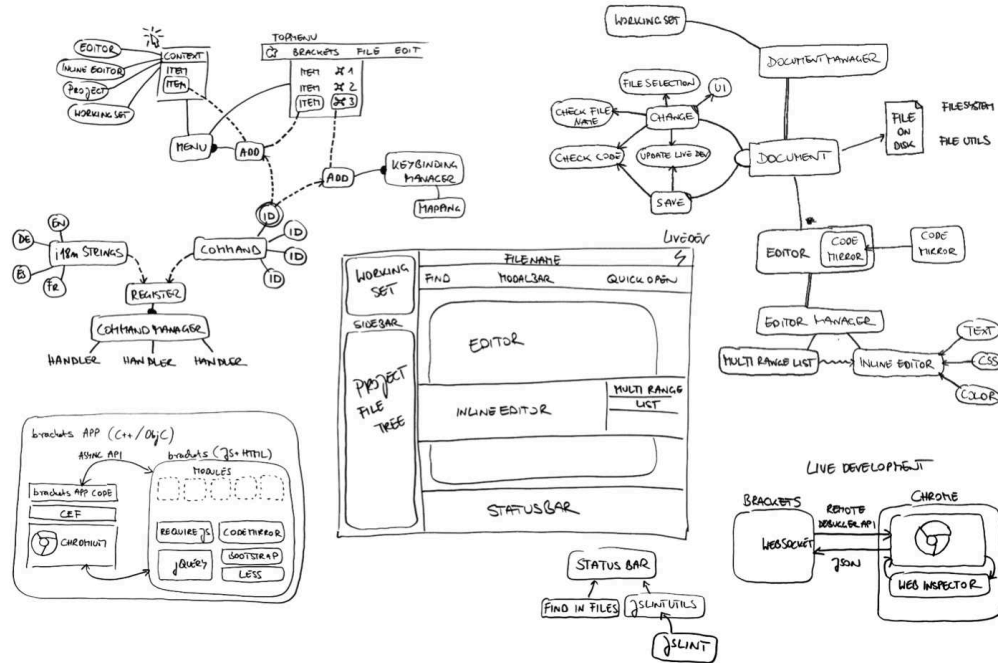 EDITOR
INLINE EDITOR
PROJECT
WORKING SET
CONTEXT
ITEM
ITEM
TOPMENU
BRACKETS FILE EDIT
ITEM ⌘ 1
ITEM ⌘ 2
ITEM ⌘ 3
MENU
ADD
ADD
KEYBINDING
MANAGER
MAPPING
ID
ID
ID
ID
COMMAND
EN
DE
ES
FR
i18n STRINGS
REGISTER
COMMAND MANAGER
HANDLER HANDLER HANDLER
WORKINGSET
DOCUMENT MANAGER
FILE SELECTION
UI
CHECK FILE
NAME
CHANGE
CHECK CODE
UPDATE LIVE DEV
SAVE
DOCUMENT
FILE
ON
DISK
FILESYSTEM
FILE UTILS
EDITOR
CODE
MIRROR
CODE
MIRROR
EDITOR MANAGER
MULTI RANGE LIST
INLINE EDITOR
TEXT
CSS
COLOR
LIVEDEV
FILENAME
FIND MODALBAR QUICK OPEN
WORKING
SET
SIDEBAR
PROJECT
FILE
TREE
EDITOR
INLINE EDITOR
MULTI RANGE
LIST
STATUSBAR
brackets APP (C++/ObjC)
ASYNC API
brackets APP CODE
CEF
CHROMIUM
brackets (JS+HTML)
MODULES
REQUIREJS
CODEMIRROR
jQUERY
BOOTSTRAP
LESS
STATUS BAR
FIND IN FILES
JSLINTUTILS
JSLINT
LIVE DEVELOPMENT
BRACKETS
WEBSOCKET
REMOTE
DEBUGGER API
JSON
CHROME
WEB INSPECTOR